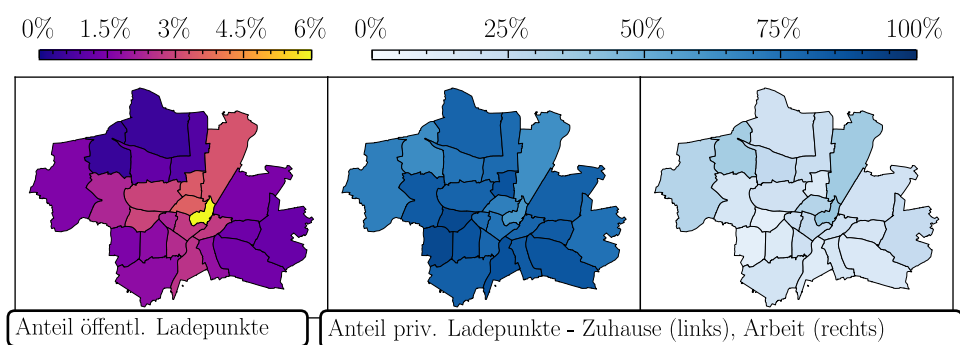 0% 1.5% 3% 4.5% 6%
0% 25% 50% 75% 100%
Anteil öffentl. Ladepunkte
Anteil priv. Ladepunkte - Zuhause (links), Arbeit (rechts)